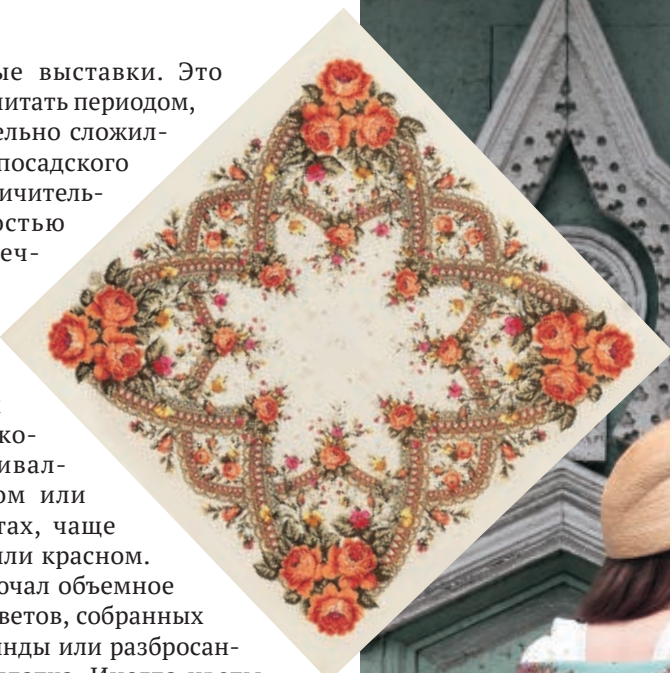 ые выставки. Это
читать периодом,
ельно сложил-
посадского
ичитель-
остью
еч-
ко-
ивал-
ом или
тах, чаще
или красном.
очал объемное
ветов, собранных
нды или разбросан-